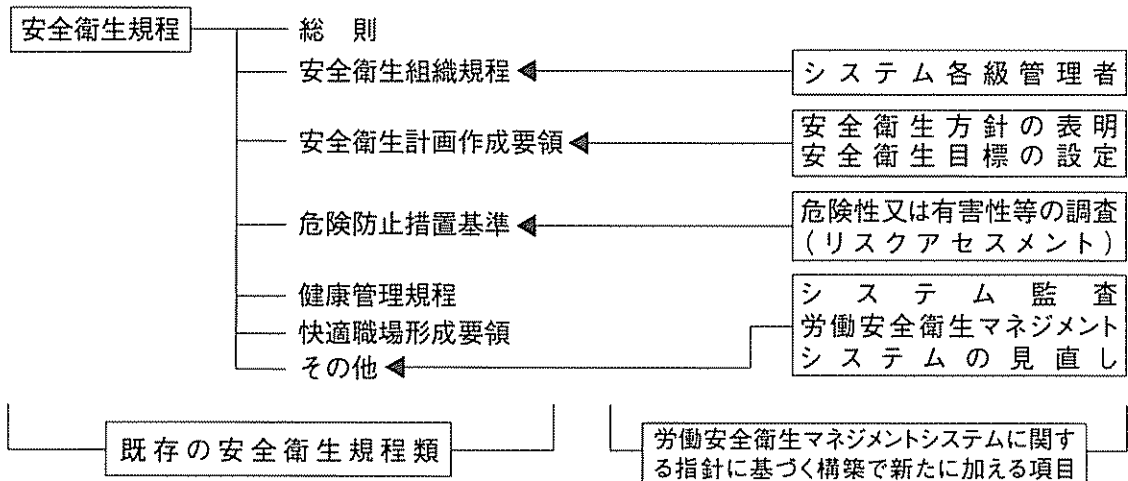 安全衛生規程
総則
安全衛生組織規程
システム各級管理者
安全衛生計画作成要領
安全衛生方針の表明
安全衛生目標の設定
危険防止措置基準
危険性又は有害性等の調査
(リスクアセスメント)
健康管理規程
快適職場形成要領
その他
システム監査
労働安全衛生マネジメント
システムの見直し
既存の安全衛生規程類
労働安全衛生マネジメントシステムに関す
る指針に基づく構築で新たに加える項目